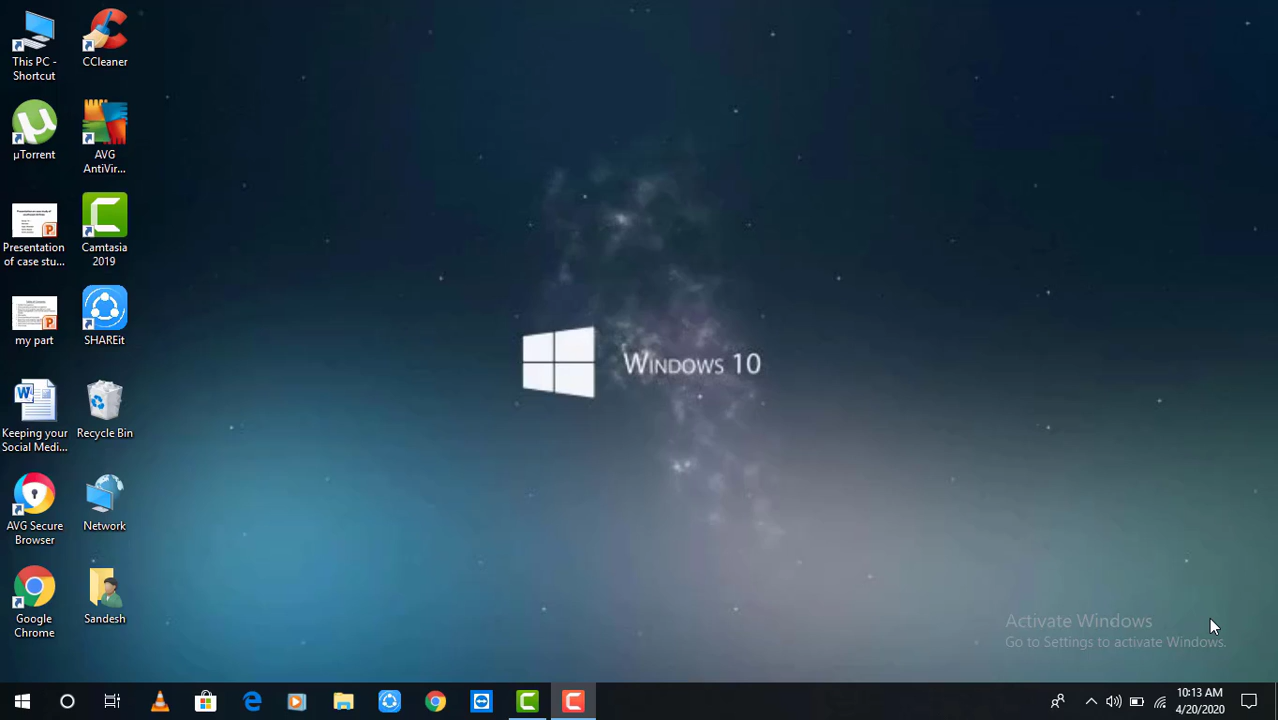 This PC -
Shortcut
CCleaner
µTorrent
AVG
AntiVir...
Presentation
of case stu...
Camtasia
2019
my part
SHAREit
Keeping your
Social Medi...
Recycle Bin
AVG Secure
Browser
Network
Google
Chrome
Sandesh
WINDOWS 10
Activate Windows
Go to Settings to activate Windows.
10:13 AM
4/20/2020